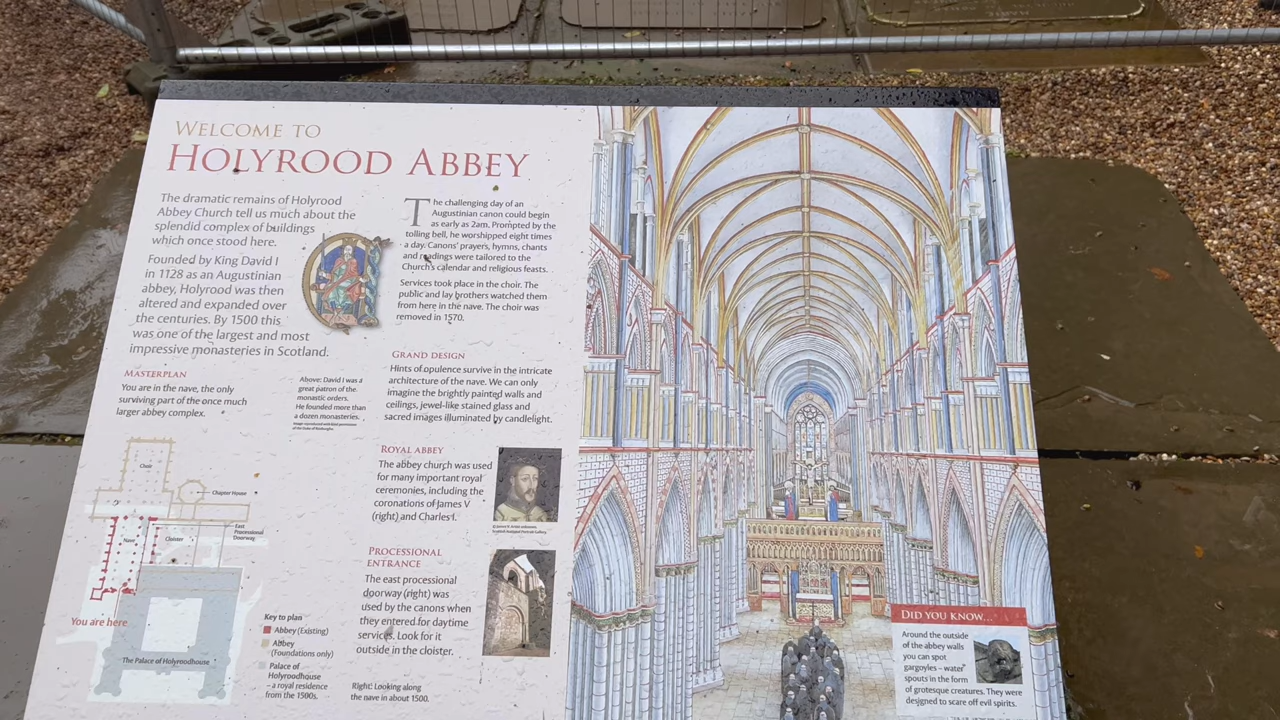 WELCOME TO
HOLYROOD ABBEY
The dramatic remains of Holyrood
Abbey Church tell us much about the
splendid complex of buildings
which once stood here.
Founded by King David I
in 1128 as an Augustinian
abbey, Holyrood was then
altered and expanded over
the centuries. By 1500 this
was one of the largest and most
impressive monasteries in Scotland.
MASTERPLAN
You are in the nave, the only
surviving part of the once much
larger abbey complex.
Above: David I was a
great patron of the
monastic orders.
He founded more than
a dozen monasteries.
Choir
Chapter House
East
Processional
Doorway
Nave
Cloister
You are here
The Palace of Holyroodhouse
Key to plan
Abbey (Existing)
Abbey
(Foundations only)
Palace of
Holyroodhouse
– a royal residence
from the 1500s.
The challenging day of an
Augustinian canon could begin
as early as 2am. Prompted by the
tolling bell, he worshipped eight times
a day. Canons' prayers, hymns, chants
and readings were tailored to the
Church's calendar and religious feasts.
Services took place in the choir. The
public and lay brothers watched them
from here in the nave. The choir was
removed in 1570.
GRAND DESIGN
Hints of opulence survive in the intricate
architecture of the nave. We can only
imagine the brightly painted walls and
ceilings, jewel-like stained glass and
sacred images illuminated by candlelight.
ROYAL ABBEY
The abbey church was used
for many important royal
ceremonies, including the
coronations of James V
(right) and Charles I.
PROCESSIONAL
ENTRANCE
The east processional
doorway (right) was
used by the canons when
they entered for daytime
services. Look for it
outside in the cloister.
Right: Looking along
the nave in about 1500.
DID YOU KNOW...
Around the outside
of the abbey walls
you can spot
gargoyles – water
spouts in the form
of grotesque creatures. They were
designed to scare off evil spirits.